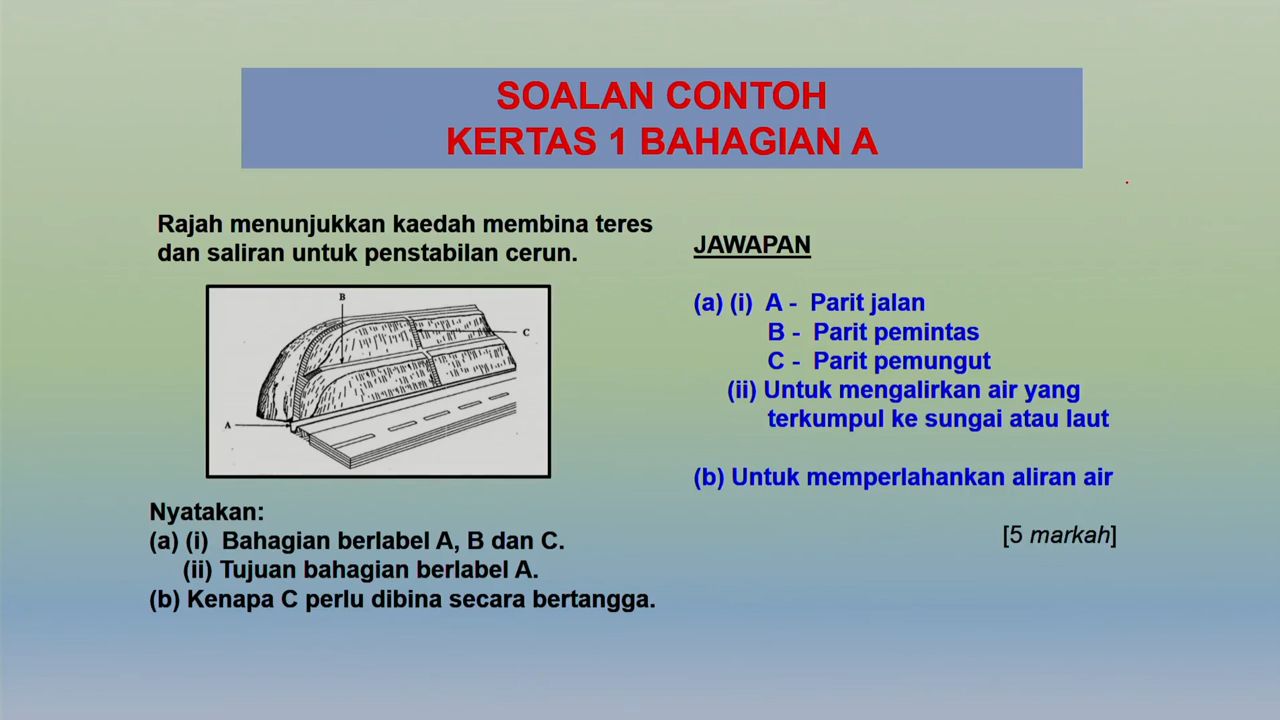 SOALAN CONTOH
KERTAS 1 BAHAGIAN A
Rajah menunjukkan kaedah membina teres
dan saliran untuk penstabilan cerun.
B
C
A
Nyatakan:
(a) (i) Bahagian berlabel A, B dan C.
(ii) Tujuan bahagian berlabel A.
(b) Kenapa C perlu dibina secara bertangga.
JAWAPAN
(a) (i) A - Parit jalan
B - Parit pemintas
C - Parit pemungut
(ii) Untuk mengalirkan air yang
terkumpul ke sungai atau laut
(b) Untuk memperlahankan aliran air
[5 markah]